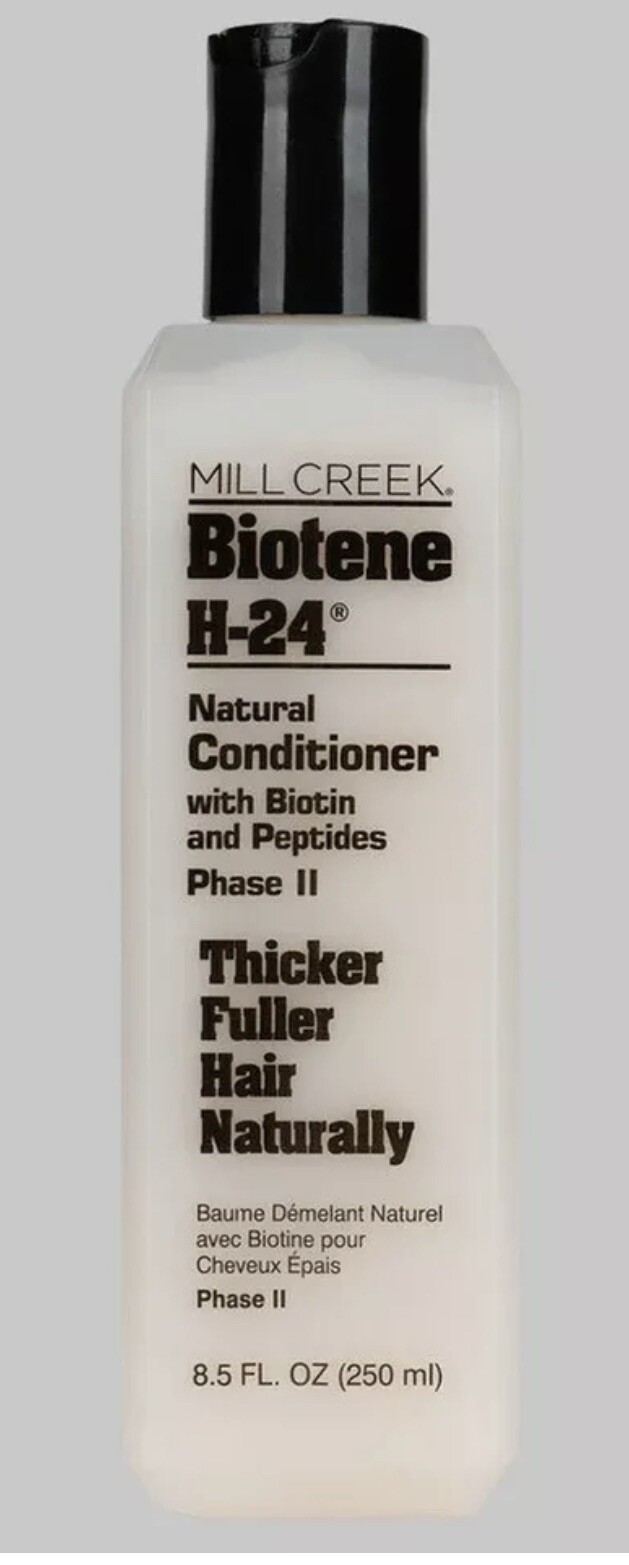 MILL CREEK®
Biotene
H-24®
Natural
Conditioner
with Biotin
and Peptides
Phase II
Thicker
Fuller
Hair
Naturally
Baume Démelant Naturel
avec Biotine pour
Cheveux Épais
Phase II
8.5 FL. OZ (250 ml)